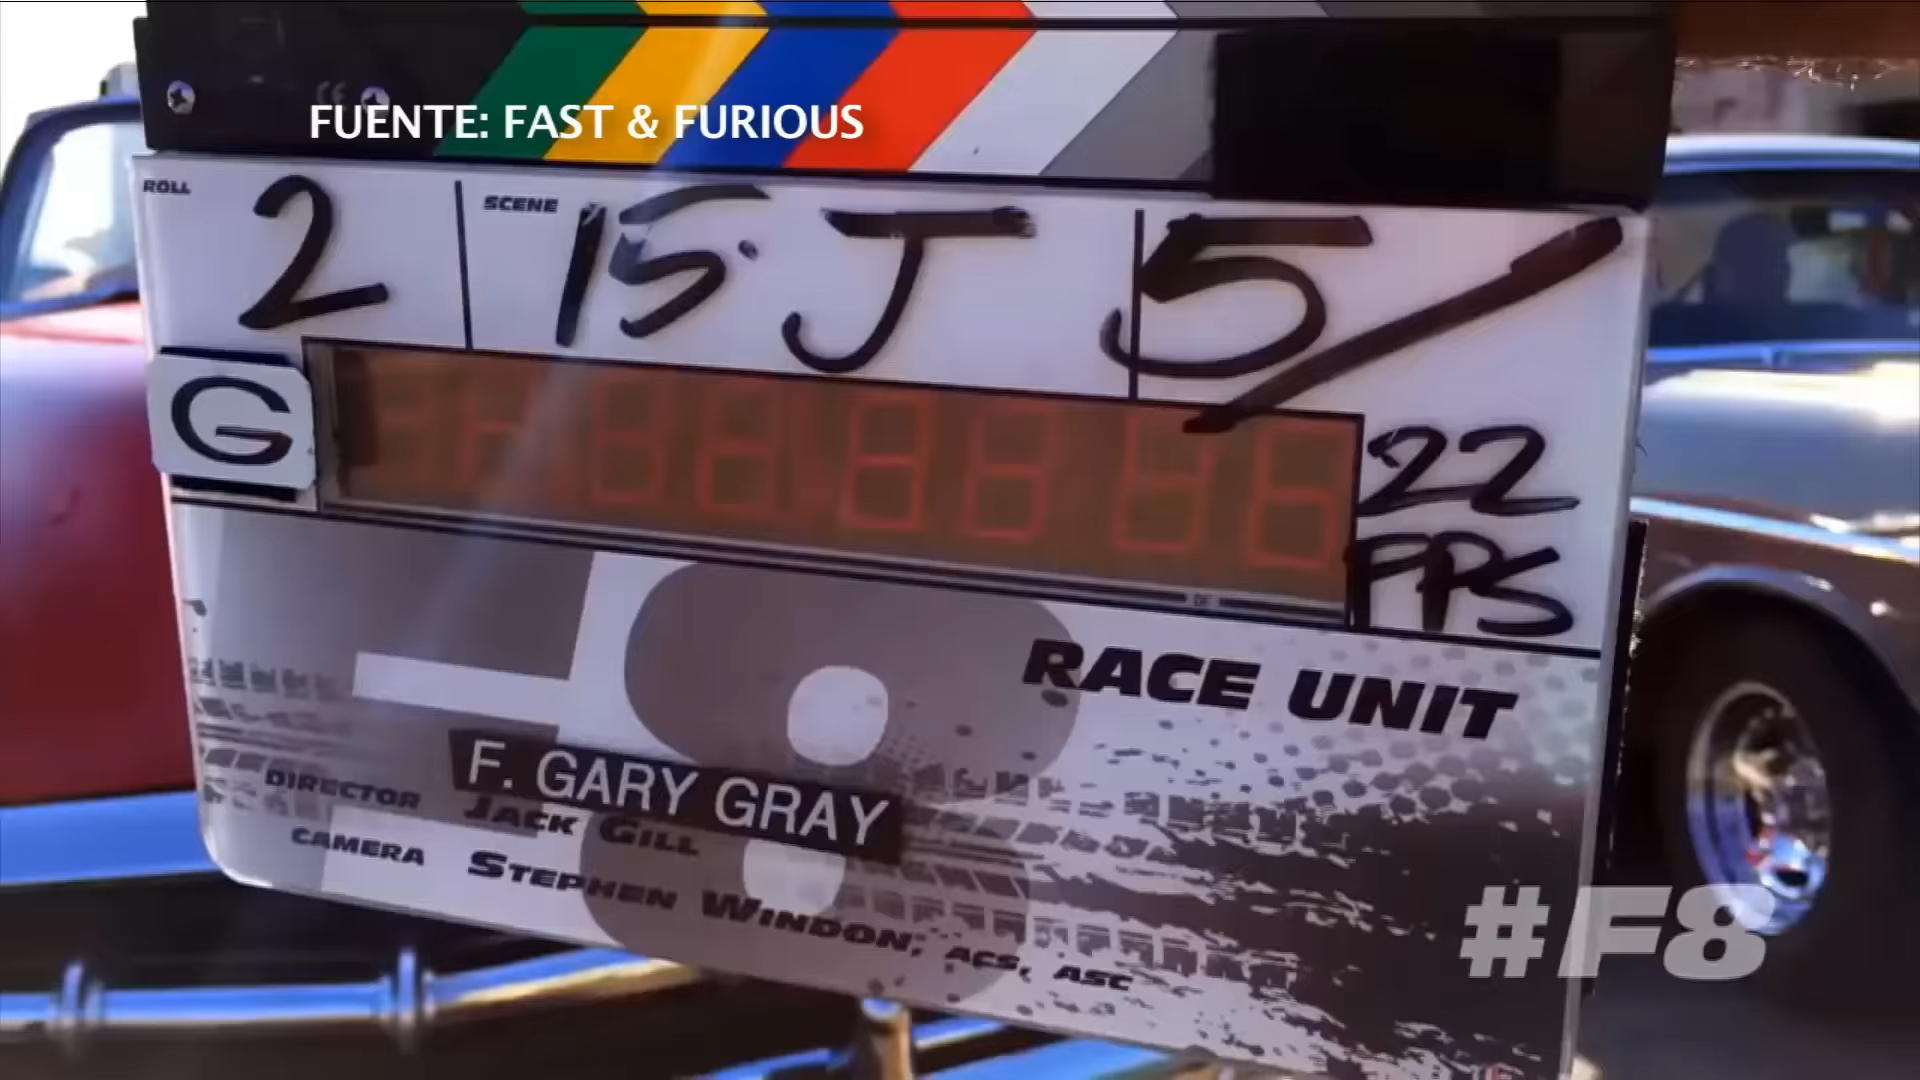 FUENTE: FAST & FURIOUS
ROLL 2 SCENE 15 J 5
G
22
FPS
RACE UNIT
F. GARY GRAY
DIRECTOR JACK GILL
CAMERA STEPHEN WINDON, ACS, ASC
#F8